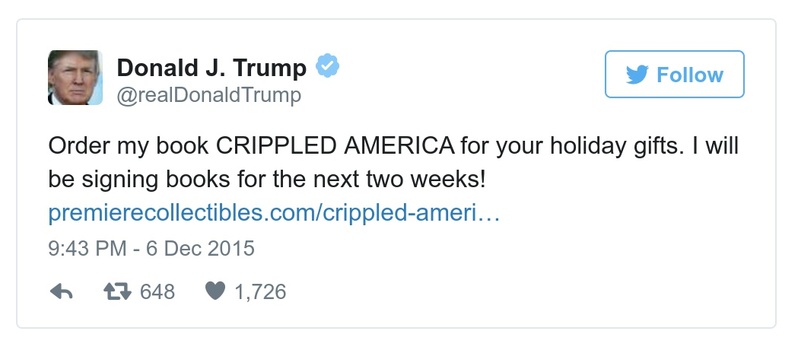 Donald J. Trump
@realDonaldTrump
Follow
Order my book CRIPPLED AMERICA for your holiday gifts. I will
be signing books for the next two weeks!
premierecollectibles.com/crippled-ameri…
9:43 PM - 6 Dec 2015
648 1,726